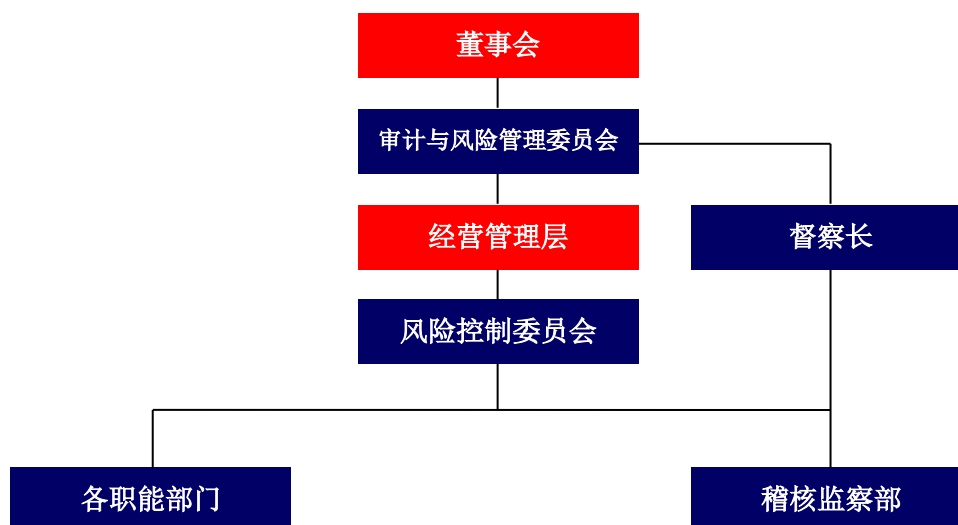 董事会
审计与风险管理委员会
经营管理层
督察长
风险控制委员会
各职能部门
稽核监察部